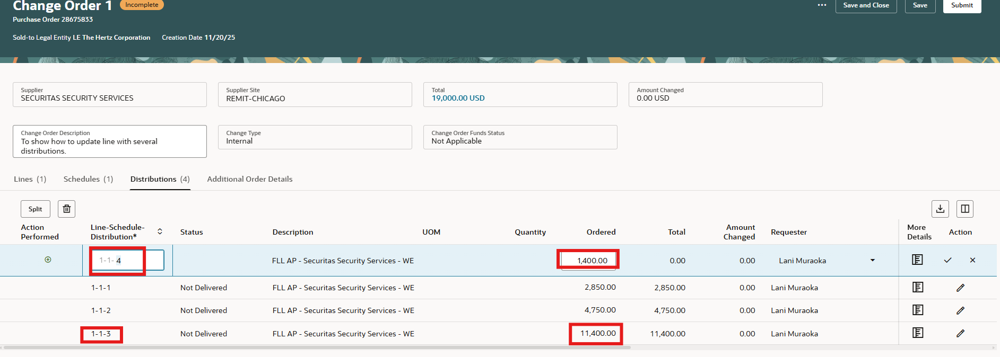 Change Order 1 Incomplete
... Save and Close Save Submit
Purchase Order 28675833
Sold-to Legal Entity LE The Hertz Corporation Creation Date 11/20/25
Supplier
SECURITAS SECURITY SERVICES
Supplier Site
REMIT-CHICAGO
Total
19,000.00 USD
Amount Changed
0.00 USD
Change Order Description
To show how to update line with several
distributions.
Change Type
Internal
Change Order Funds Status
Not Applicable
Lines (1) Schedules (1) Distributions (4) Additional Order Details
Split
Action Performed Line-Schedule-Distribution* Status Description UOM Quantity Ordered Total Amount Changed Requester More Details Action
1-1- 4 FLL AP - Securitas Security Services - WE 1,400.00 0.00 0.00 Lani Muraoka
1-1-1 Not Delivered FLL AP - Securitas Security Services - WE 2,850.00 2,850.00 0.00 Lani Muraoka
1-1-2 Not Delivered FLL AP - Securitas Security Services - WE 4,750.00 4,750.00 0.00 Lani Muraoka
1-1-3 Not Delivered FLL AP - Securitas Security Services - WE 11,400.00 11,400.00 0.00 Lani Muraoka